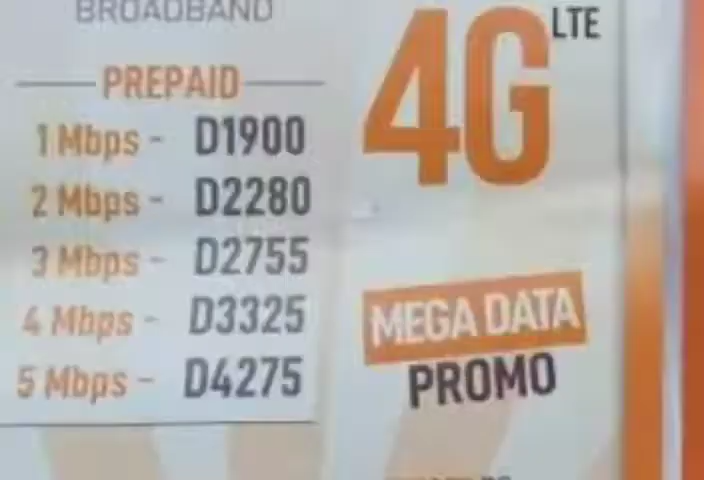 BROADBAND
PREPAID
1 Mbps - D1900
2 Mbps - D2280
3 Mbps - D2755
4 Mbps - D3325
5 Mbps - D4275
4G LTE
MEGA DATA
PROMO